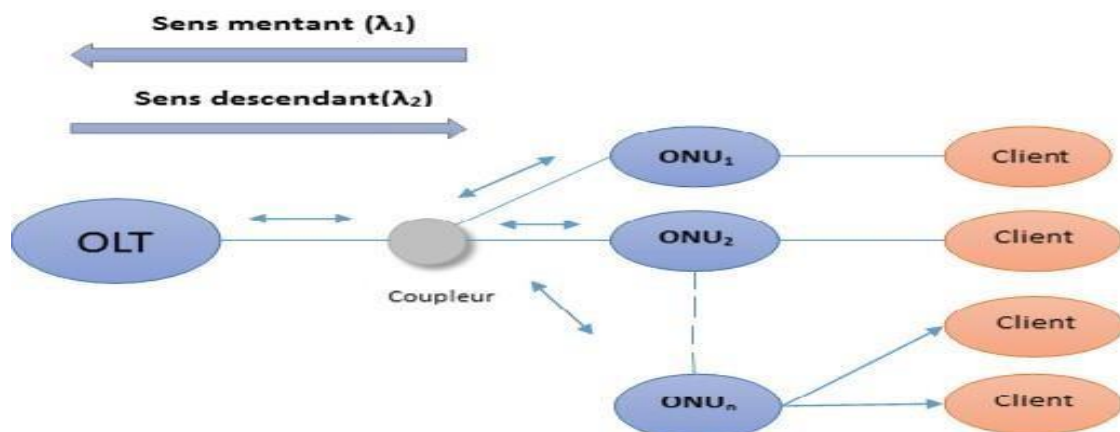 Sens mentant (λ₁)
Sens descendant(λ₂)
ONU₁
Client
OLT
ONU₂
Client
Coupleur
Client
ONUₙ
Client